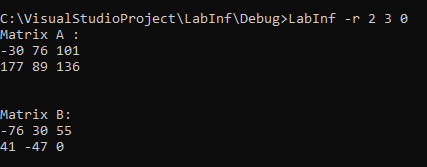 C:\VisualStudioProject\LabInf\Debug>LabInf -r 2 3 0
Matrix A :
-30 76 101
177 89 136
Matrix B:
-76 30 55
41 -47 0